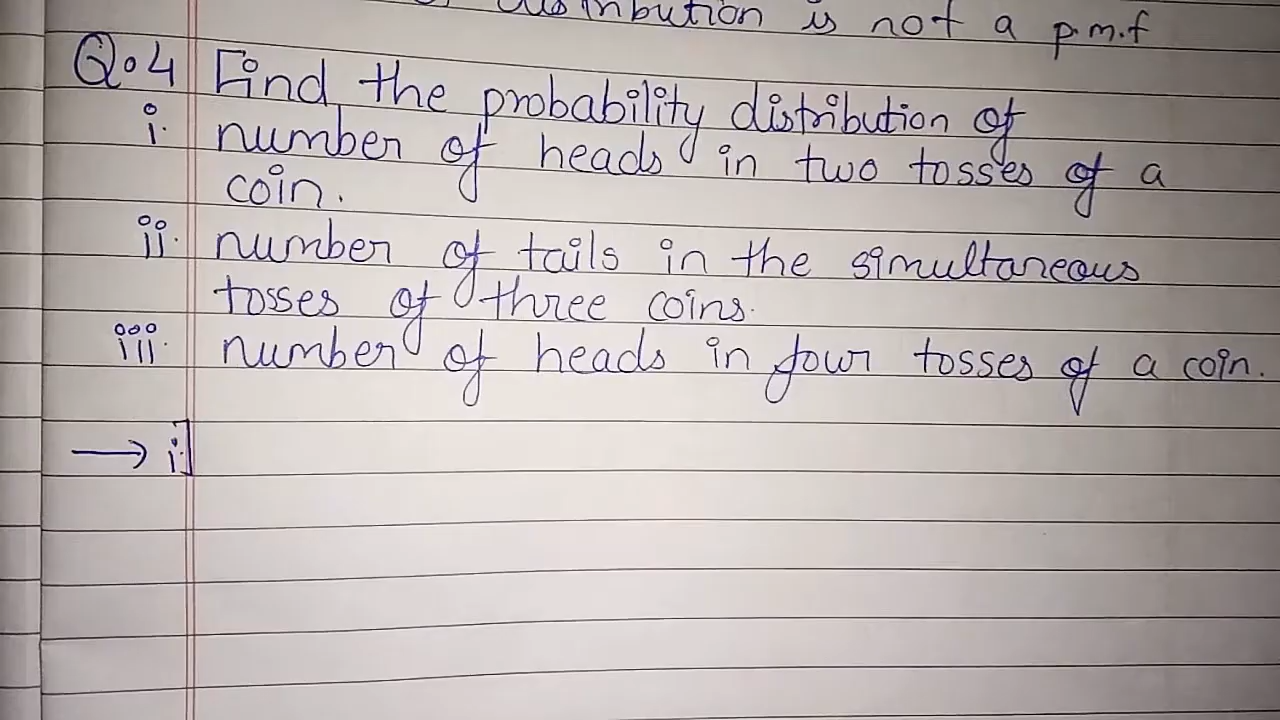 distribution is not a p.m.f
Q.4 Find the probability distribution of
i. number of heads in two tosses of a
coin.
ii. number of tails in the simultaneous
tosses of three coins.
iii. number of heads in four tosses of a coin.
→ i]